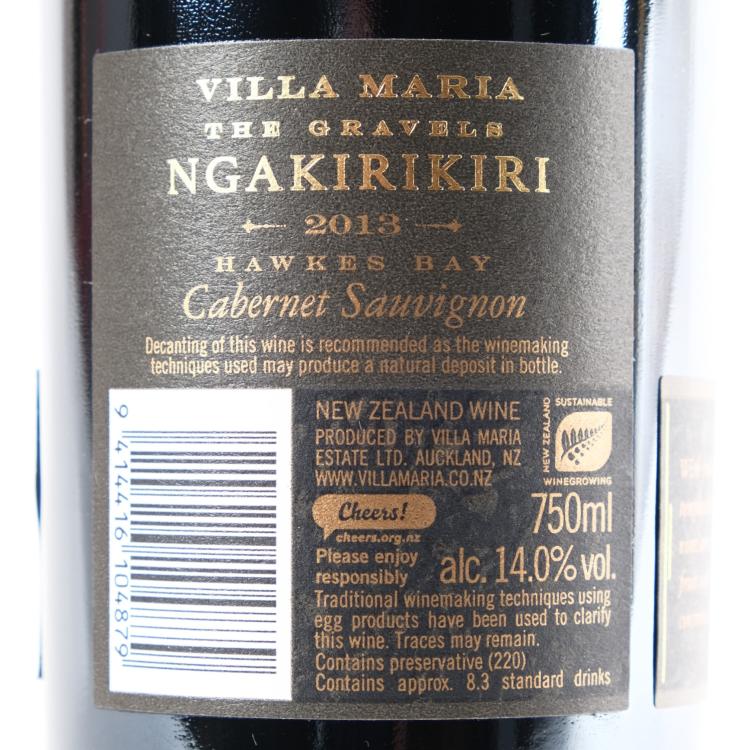 VILLA MARIA
THE GRAVELS
NGAKIRIKIRI
2013
HAWKES BAY
Cabernet Sauvignon
Decanting of this wine is recommended as the winemaking
techniques used may produce a natural deposit in bottle.
9 414416 104879
NEW ZEALAND WINE
PRODUCED BY VILLA MARIA
ESTATE LTD. AUCKLAND, NZ
WWW.VILLAMARIA.CO.NZ
NEW ZEALAND
SUSTAINABLE
WINEGROWING
Cheers!
cheers.org.nz
750ml
Please enjoy
responsibly
alc. 14.0% vol.
Traditional winemaking techniques using
egg products have been used to clarify
this wine. Traces may remain.
Contains preservative (220)
Contains approx. 8.3 standard drinks